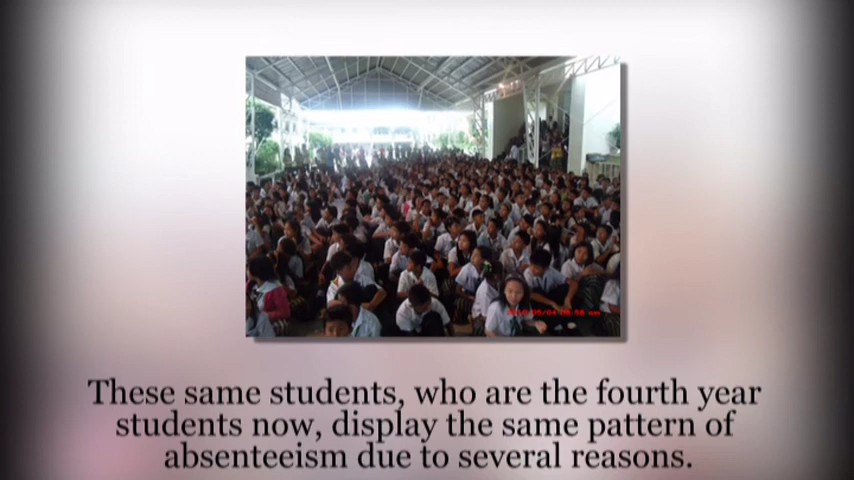 These same students, who are the fourth year
students now, display the same pattern of
absenteeism due to several reasons.